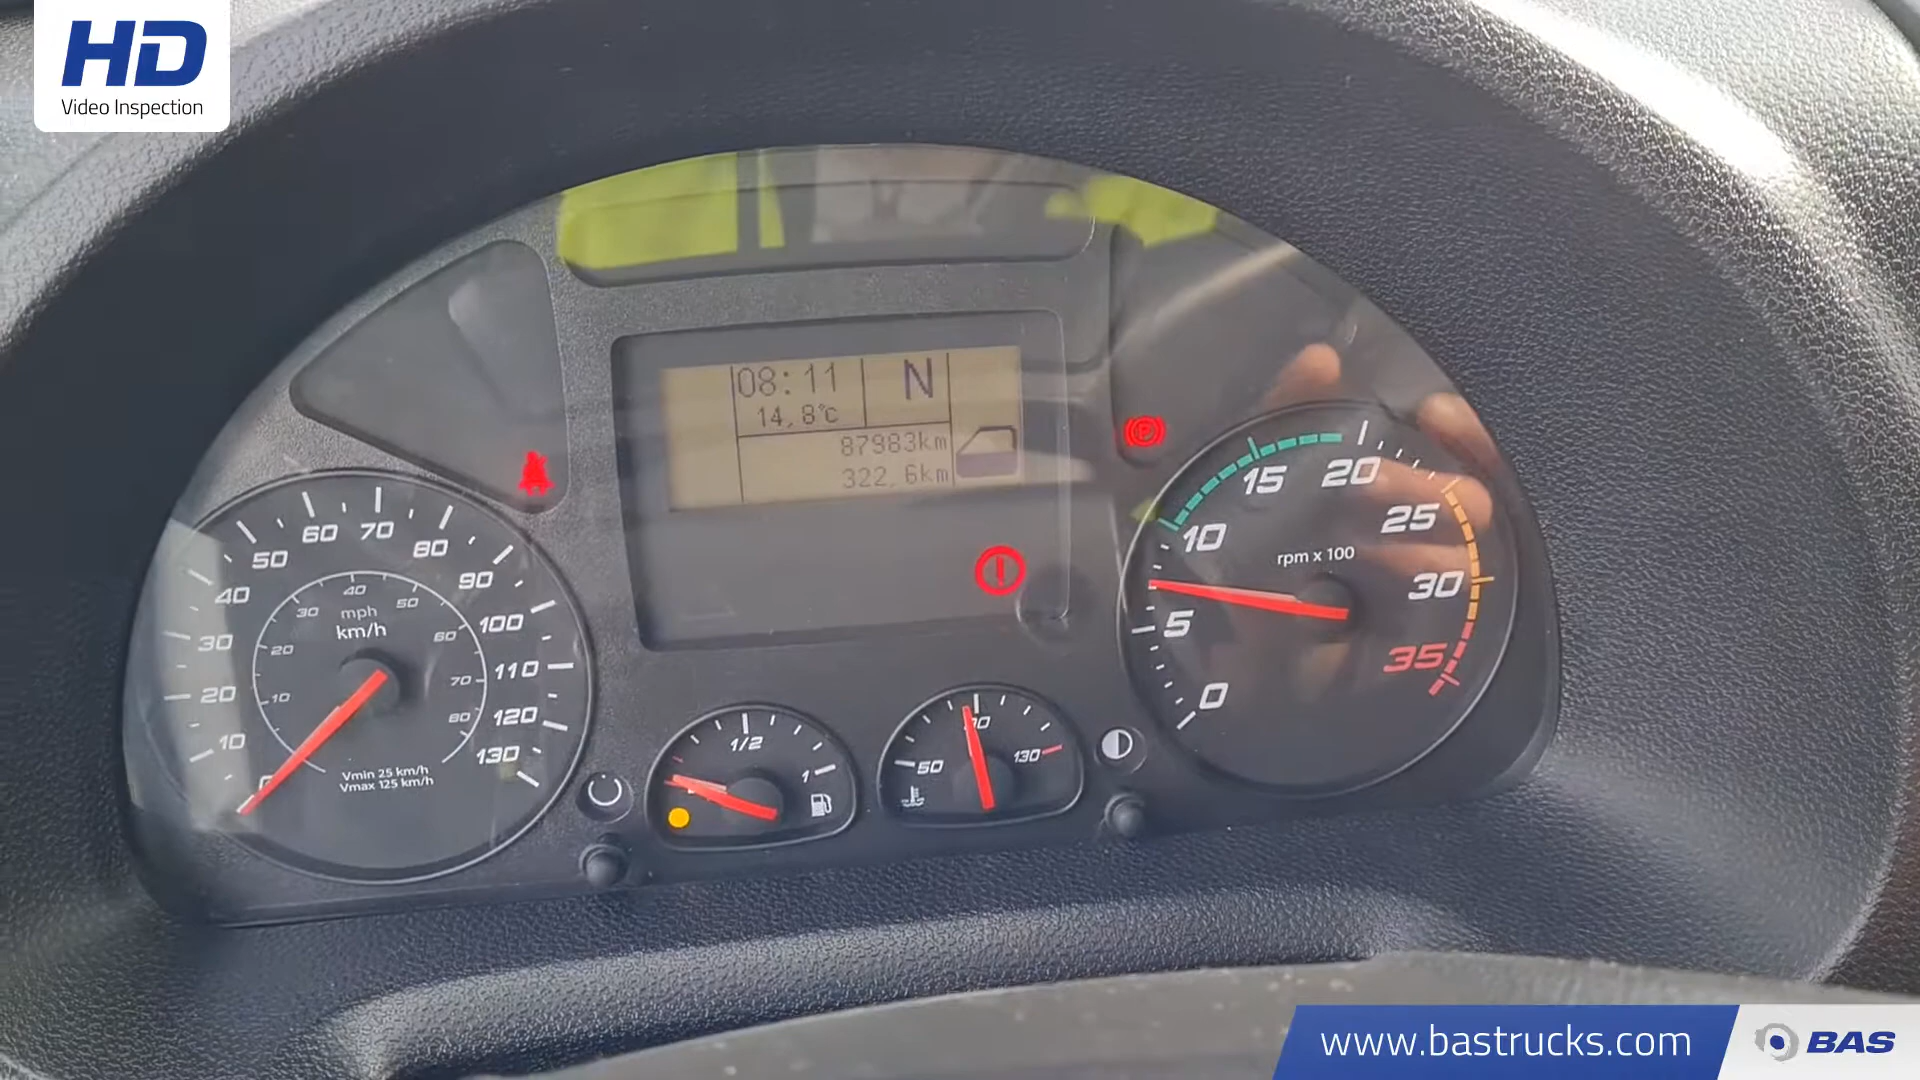 HD
Video Inspection
08:11
N
14,8°c
87983km
322,6km
10
20
30
40
50
60
70
80
90
100
110
120
130
mph
km/h
10
20
30
40
50
60
70
80
Vmin 25 km/h
Vmax 125 km/h
1/2
1
50
130
0
5
10
15
20
25
30
35
rpm x 100
P
www.bastrucks.com
BAS